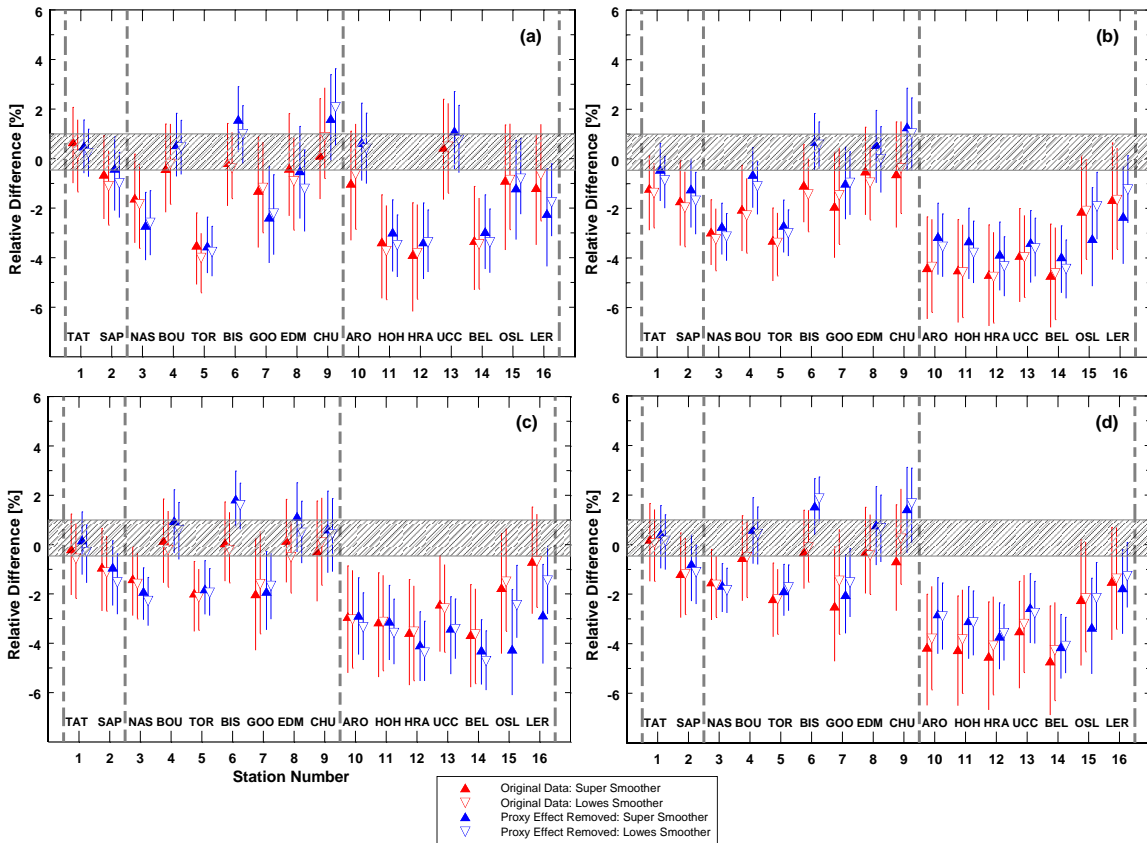 6
4
2
0
-2
-4
-6
Relative Difference [%]
(a)
TAT SAP NAS BOU TOR BIS GOO EDM CHU ARO HOH HRA UCC BEL OSL LER
1 2 3 4 5 6 7 8 9 10 11 12 13 14 15 16
6
4
2
0
-2
-4
-6
Relative Difference [%]
(b)
TAT SAP NAS BOU TOR BIS GOO EDM CHU ARO HOH HRA UCC BEL OSL LER
1 2 3 4 5 6 7 8 9 10 11 12 13 14 15 16
6
4
2
0
-2
-4
-6
Relative Difference [%]
(c)
TAT SAP NAS BOU TOR BIS GOO EDM CHU ARO HOH HRA UCC BEL OSL LER
1 2 3 4 5 6 7 8 9 10 11 12 13 14 15 16
Station Number
6
4
2
0
-2
-4
-6
Relative Difference [%]
(d)
TAT SAP NAS BOU TOR BIS GOO EDM CHU ARO HOH HRA UCC BEL OSL LER
1 2 3 4 5 6 7 8 9 10 11 12 13 14 15 16
Original Data: Super Smoother
Original Data: Lowes Smoother
Proxy Effect Removed: Super Smoother
Proxy Effect Removed: Lowes Smoother